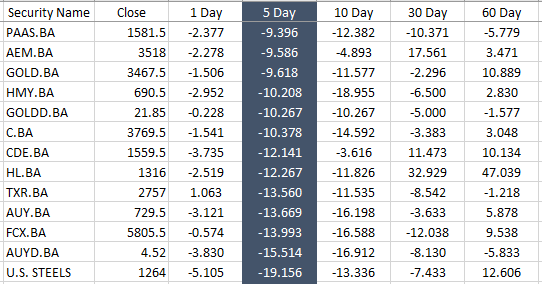 Security Name Close 1 Day 5 Day 10 Day 30 Day 60 Day
PAAS.BA 1581.5 -2.377 -9.396 -12.382 -10.371 -5.779
AEM.BA 3518 -2.278 -9.586 -4.893 17.561 3.471
GOLD.BA 3467.5 -1.506 -9.618 -11.577 -2.296 10.889
HMY.BA 690.5 -2.952 -10.208 -18.955 -6.500 2.830
GOLDD.BA 21.85 -0.228 -10.267 -10.267 -5.000 -1.577
C.BA 3769.5 -1.541 -10.378 -14.592 -3.383 3.048
CDE.BA 1559.5 -3.735 -12.141 -3.616 11.473 10.134
HL.BA 1316 -2.519 -12.267 -11.826 32.929 47.039
TXR.BA 2757 1.063 -13.560 -11.535 -8.542 -1.218
AUY.BA 729.5 -3.121 -13.669 -16.198 -3.633 5.878
FCX.BA 5805.5 -0.574 -13.993 -16.588 -12.038 9.538
AUYD.BA 4.52 -3.830 -15.514 -16.912 -8.130 -5.833
U.S. STEELS 1264 -5.105 -19.156 -13.336 -7.433 12.606